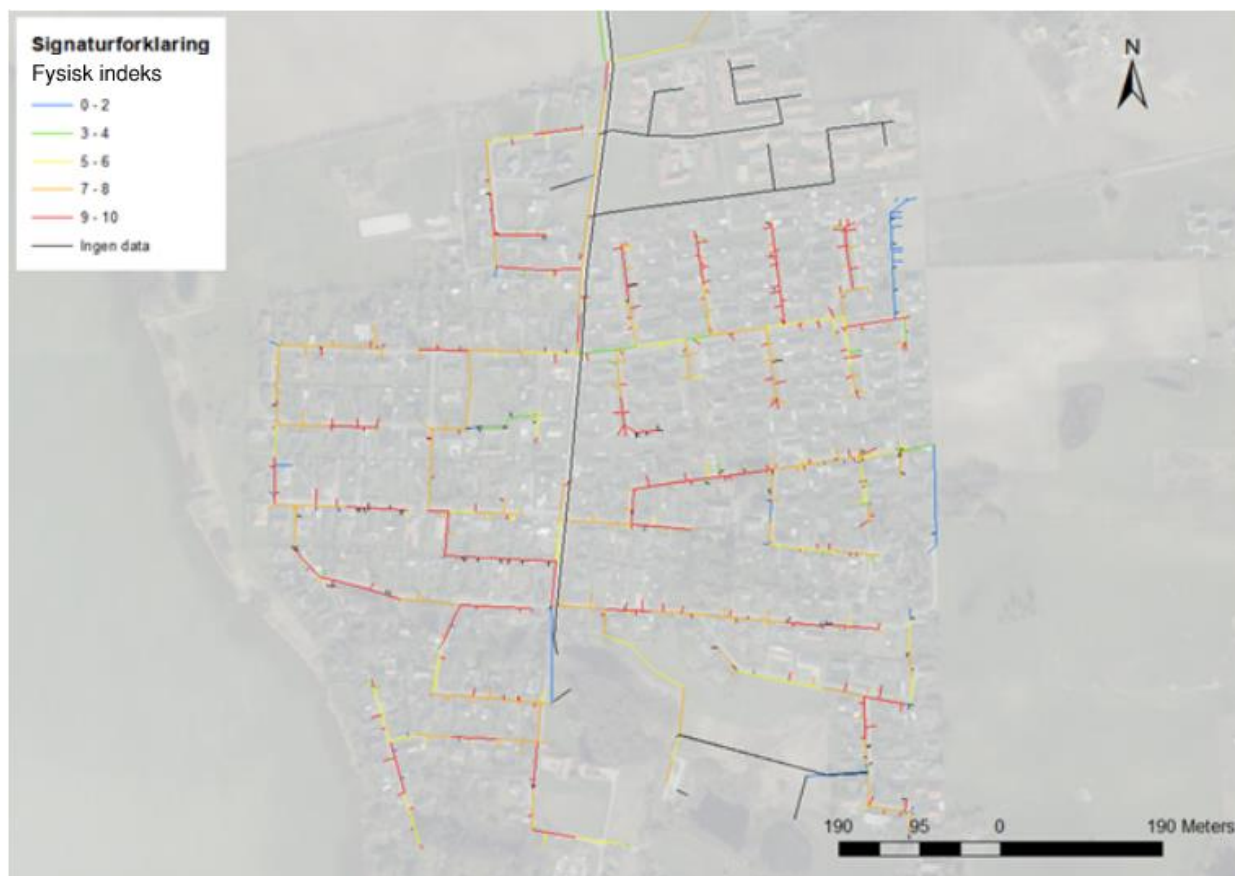 Signaturforklaring
Fysisk indeks
0 - 2
3 - 4
5 - 6
7 - 8
9 - 10
Ingen data
N
190 95 0 190 Meters